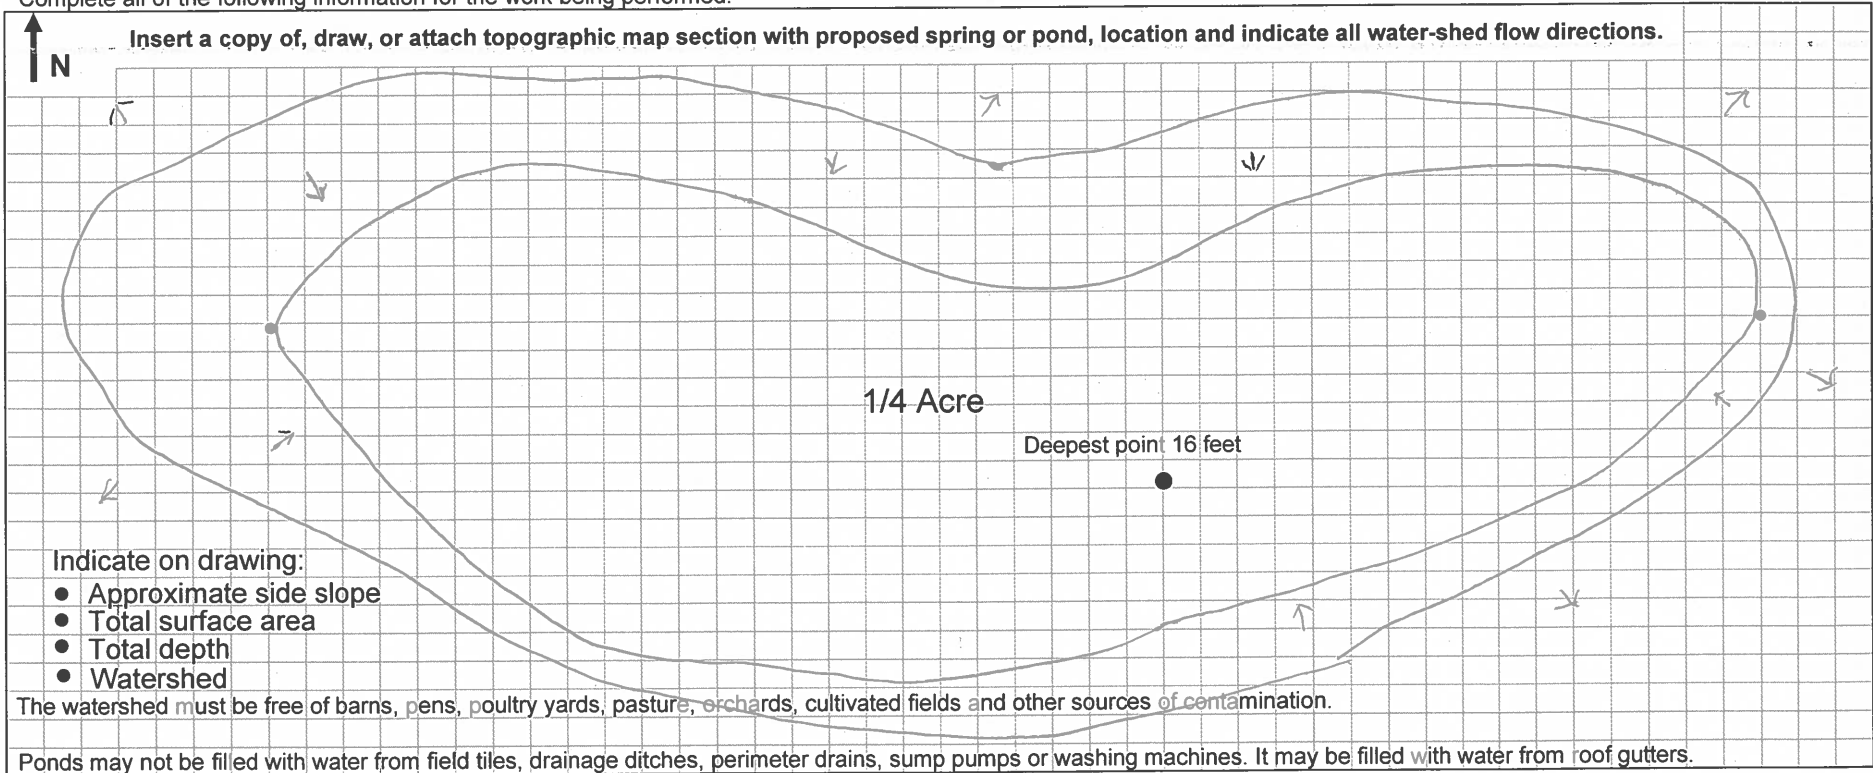 Complete all of the following information for the work being performed.
N
Insert a copy of, draw, or attach topographic map section with proposed spring or pond, location and indicate all water-shed flow directions.
1/4 Acre
Deepest point 16 feet
Indicate on drawing:
● Approximate side slope
● Total surface area
● Total depth
● Watershed
The watershed must be free of barns, pens, poultry yards, pasture, orchards, cultivated fields and other sources of contamination.
Ponds may not be filled with water from field tiles, drainage ditches, perimeter drains, sump pumps or washing machines. It may be filled with water from roof gutters.